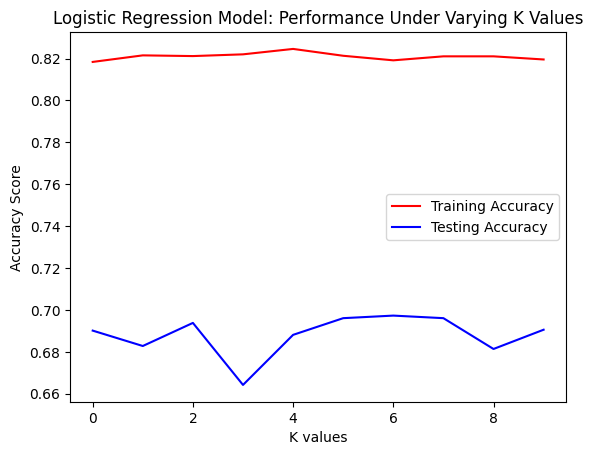 Logistic Regression Model: Performance Under Varying K Values
Accuracy Score
0.82
0.80
0.78
0.76
0.74
0.72
0.70
0.68
0.66
Training Accuracy
Testing Accuracy
0 2 4 6 8
K values